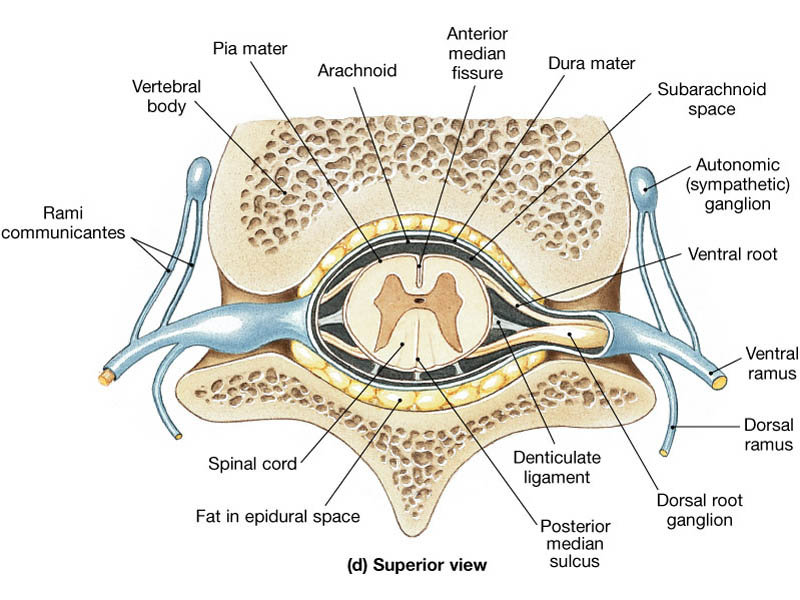 Anterior
median
fissure
Pia mater
Arachnoid
Dura mater
Vertebral
body
Subarachnoid
space
Autonomic
(sympathetic)
ganglion
Rami
communicantes
Ventral root
Ventral
ramus
Dorsal
ramus
Spinal cord
Denticulate
ligament
Dorsal root
ganglion
Fat in epidural space
Posterior
median
sulcus
(d) Superior view